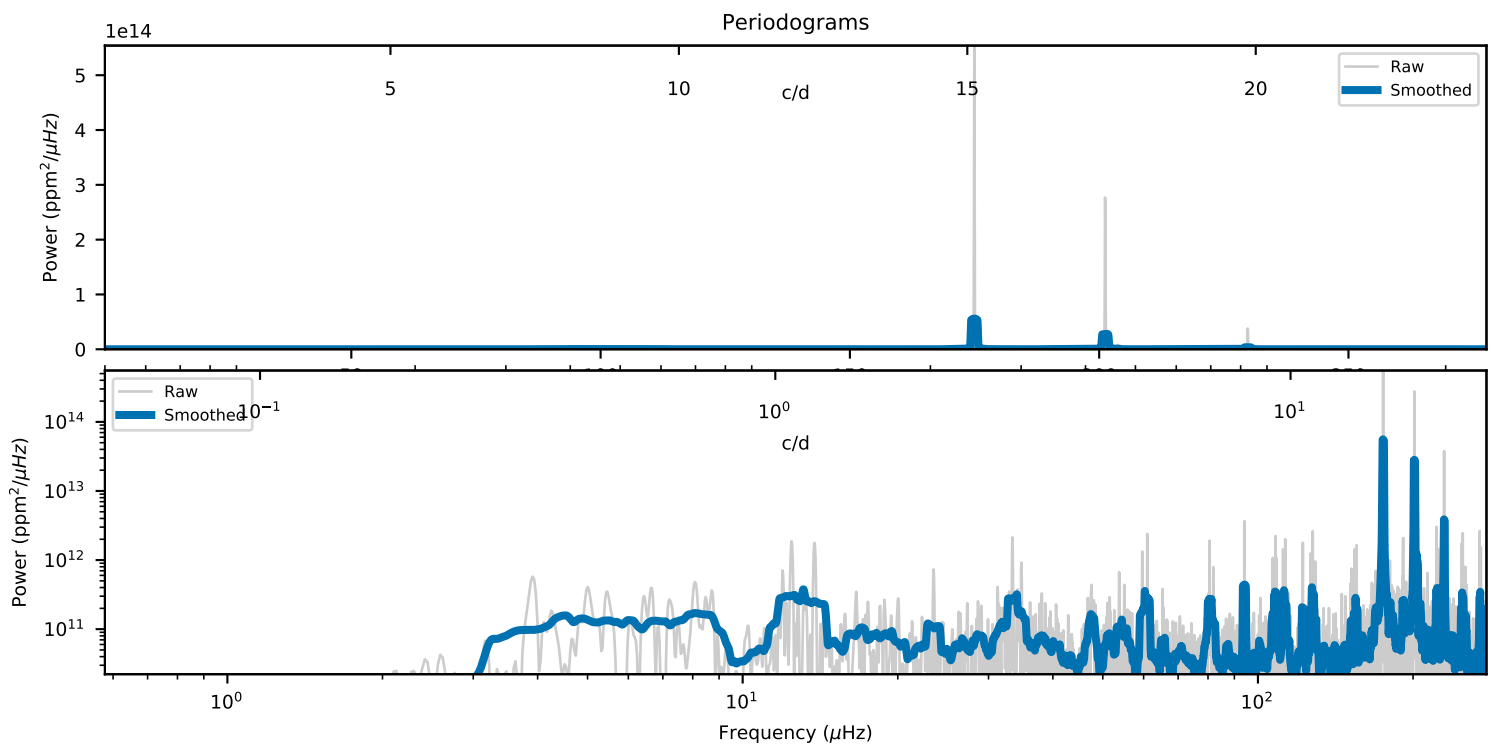 Periodograms
1e14
5 10 15 20
c/d
Raw
Smoothed
5
4
3
2
1
0
Power (ppm²/μHz)
Raw
Smoothed
10⁻¹ 10⁰ 10¹
c/d
10¹⁴
10¹³
10¹²
10¹¹
Power (ppm²/μHz)
10⁰ 10¹ 10²
Frequency (μHz)